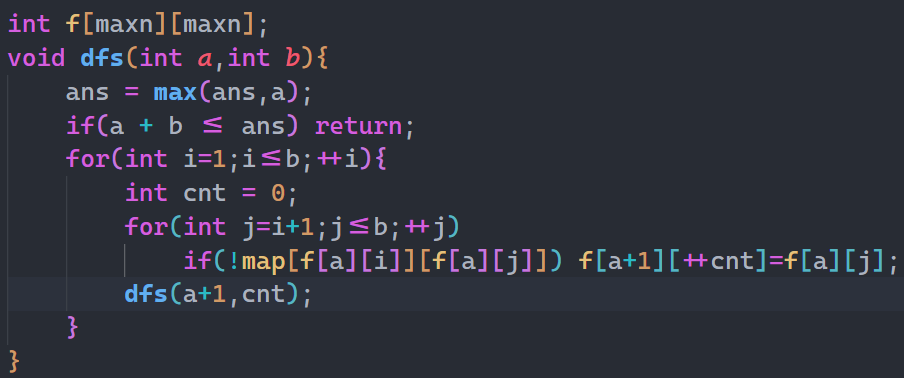 int f[maxn][maxn];
void dfs(int a,int b){
    ans = max(ans,a);
    if(a + b ≤ ans) return;
    for(int i=1;i≤b;++i){
        int cnt = 0;
        for(int j=i+1;j≤b;++j)
            if(!map[f[a][i]][f[a][j]]) f[a+1][++cnt]=f[a][j];
        dfs(a+1,cnt);
    }
}